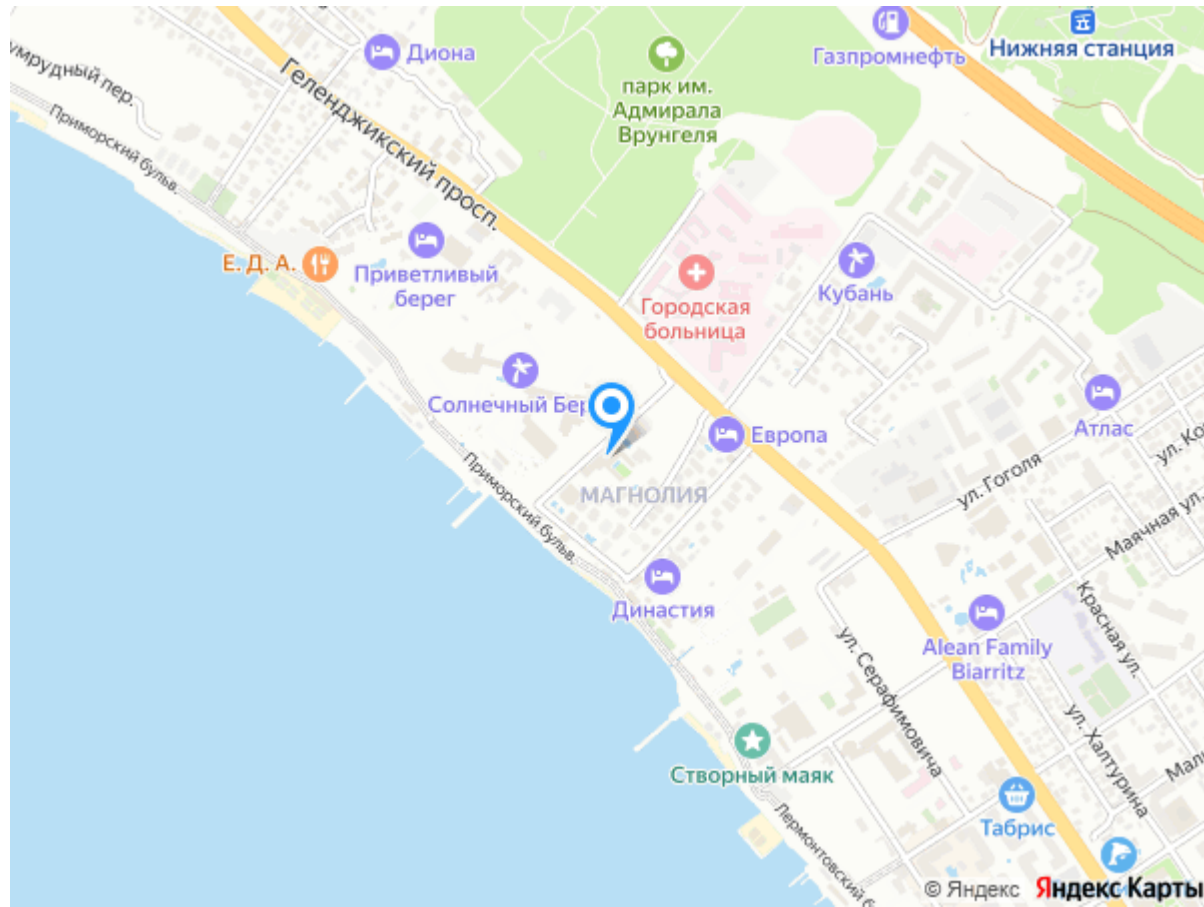 Диона
Газпромнефть
Нижняя станция
парк им.
Адмирала
Врунгеля
Приморский бульв.
Геленджикский просп.
Е. Д. А.
Приветливый
берег
Городская
больница
Кубань
Солнечный Бер
Европа
Атлас
ул. Гоголя
Маячная ул.
МАГНОЛИЯ
Приморский бульв.
Династия
Alean Family
Biarritz
Красная ул.
ул. Серафимовича
ул. Халтурина
Створный маяк
Табрис
Лермонтовский б
© Яндекс Яндекс Карты